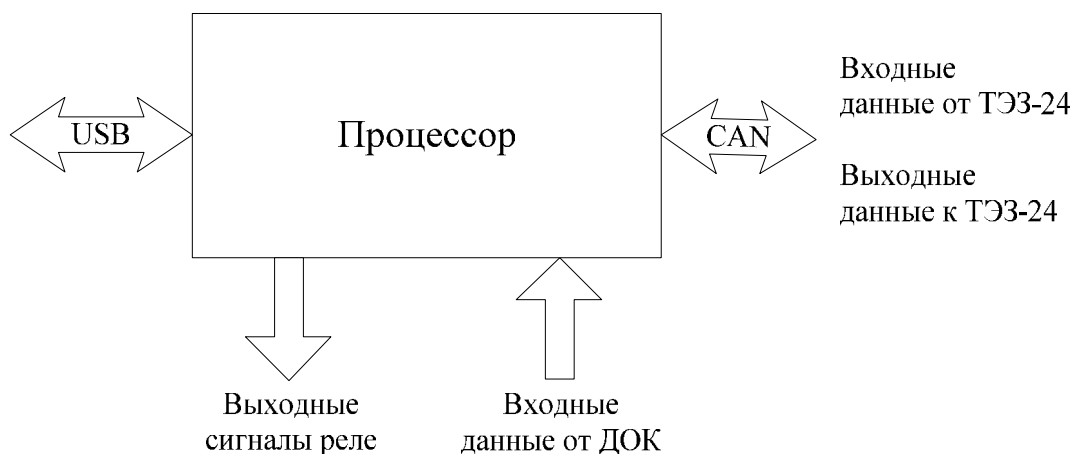 USB
Процессор
CAN
Входные
данные от ТЭЗ-24
Выходные
данные к ТЭЗ-24
Выходные
сигналы реле
Входные
данные от ДОК